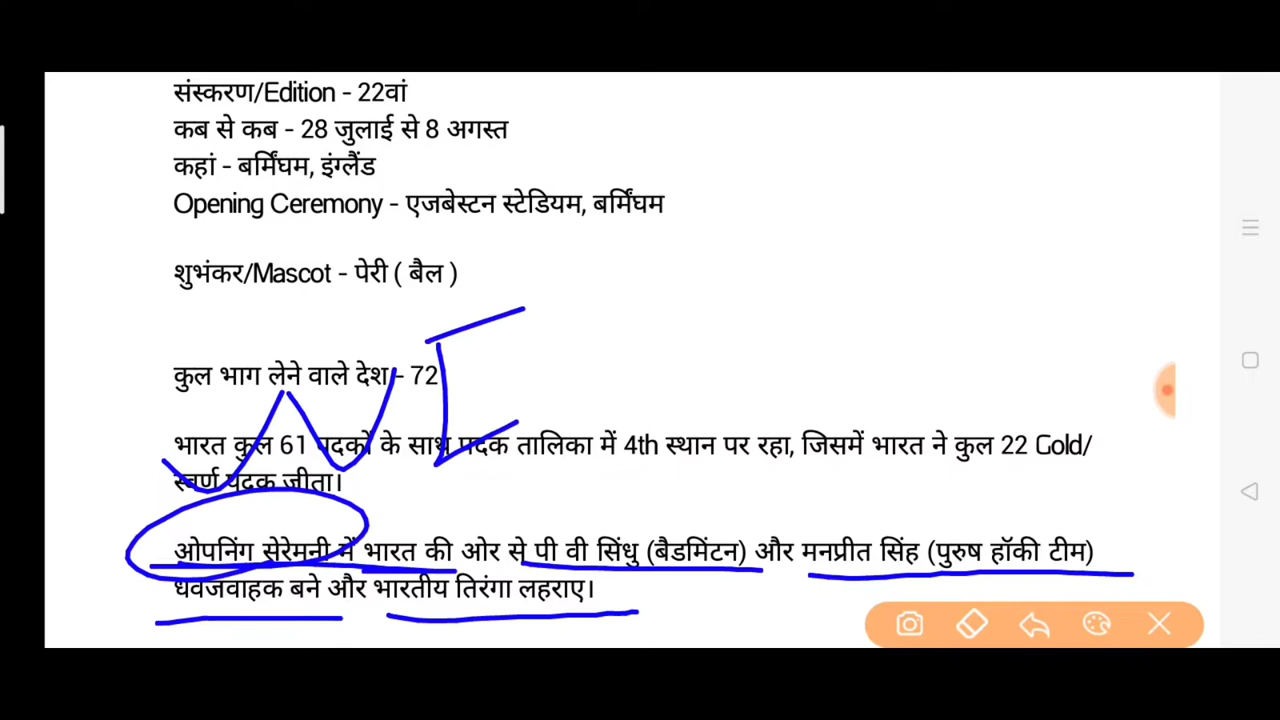 संस्करण/Edition - 22वां
कब से कब - 28 जुलाई से 8 अगस्त
कहां - बर्मिंघम, इंग्लैंड
Opening Ceremony - एजबेस्टन स्टेडियम, बर्मिंघम
शुभंकर/Mascot - पेरी ( बैल )
कुल भाग लेने वाले देश - 72
भारत कुल 61 पदकों के साथ पदक तालिका में 4th स्थान पर रहा, जिसमें भारत ने कुल 22 Gold/
स्वर्ण पदक जीता।
ओपनिंग सेरेमनी में भारत की ओर से पी वी सिंधु (बैडमिंटन) और मनप्रीत सिंह (पुरुष हॉकी टीम)
धवजवाहक बने और भारतीय तिरंगा लहराए।